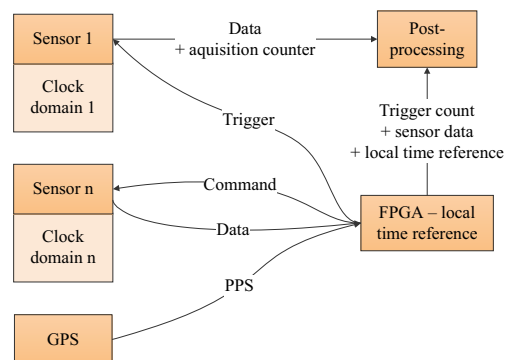 Sensor 1
Clock
domain 1
Data
+ aquisition counter
Post-
processing
Trigger
Trigger count
+ sensor data
+ local time reference
Sensor n
Clock
domain n
Command
Data
FPGA – local
time reference
PPS
GPS